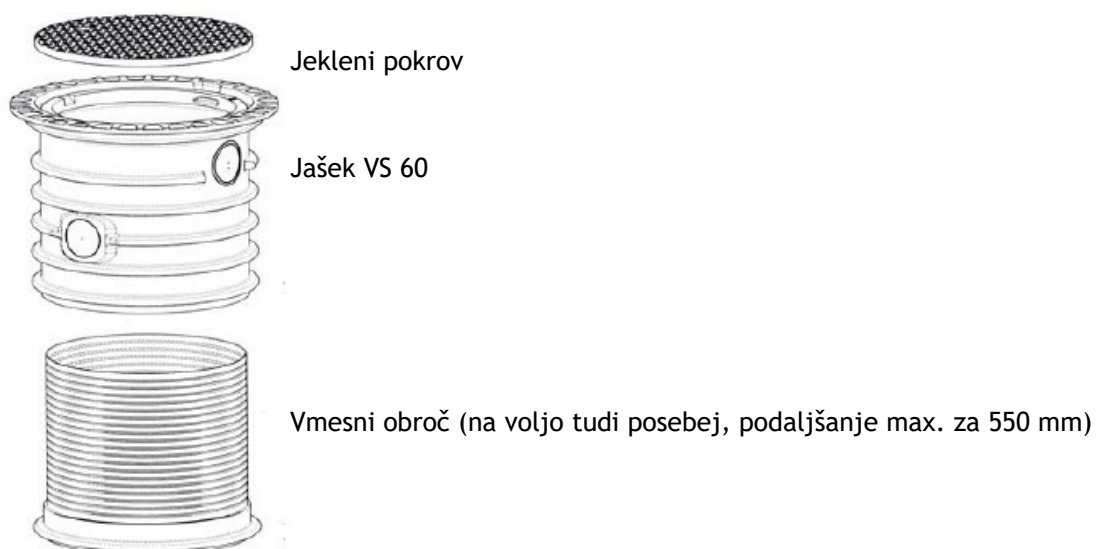 Jekleni pokrov
Jašek VS 60
Vmesni obroč (na voljo tudi posebej, podaljšanje max. za 550 mm)